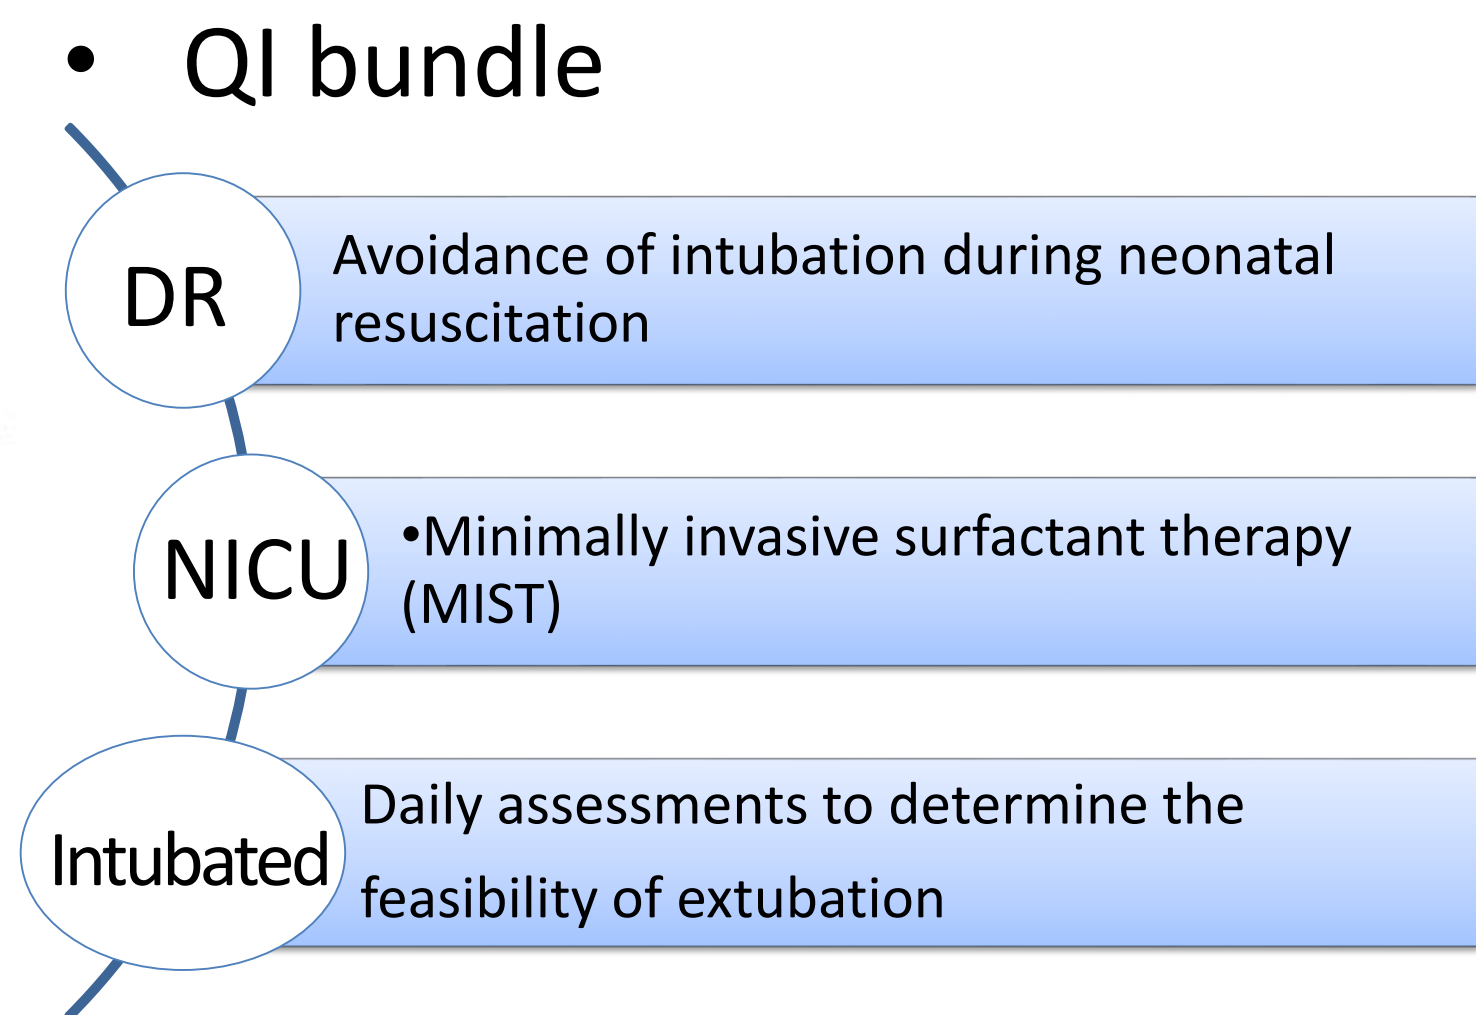 • QI bundle
DR
Avoidance of intubation during neonatal
resuscitation
NICU
•Minimally invasive surfactant therapy
(MIST)
Intubated
Daily assessments to determine the
feasibility of extubation